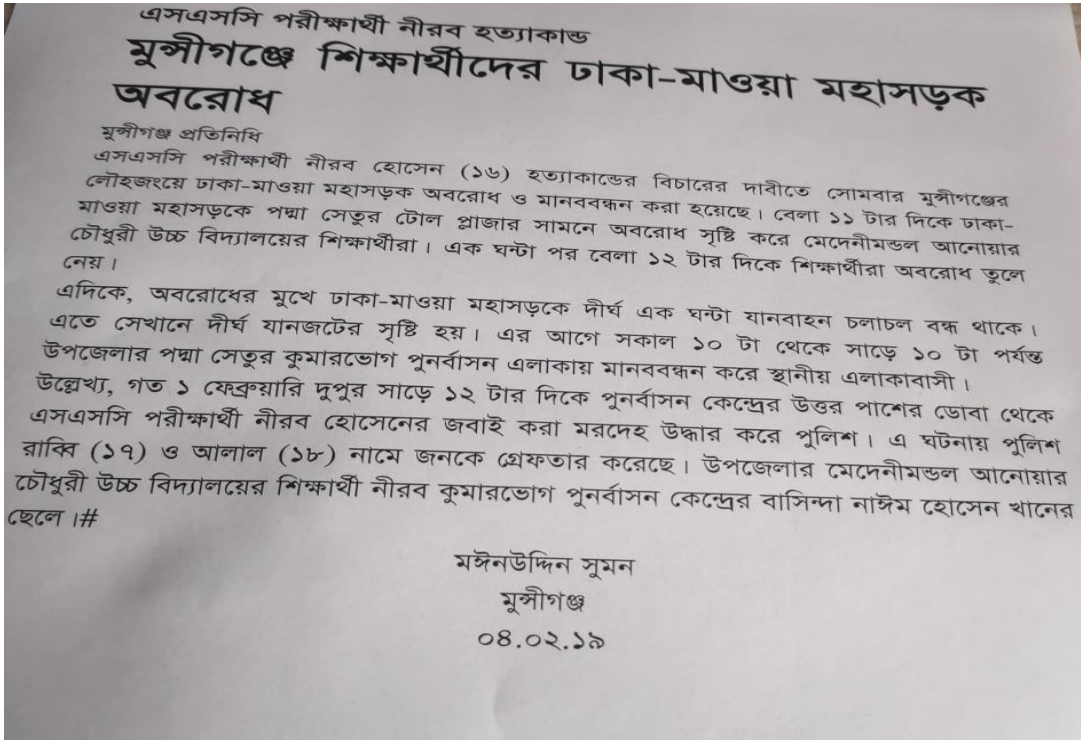 এসএসসি পরীক্ষার্থী নীরব হত্যাকান্ড
মুন্সীগঞ্জে শিক্ষার্থীদের ঢাকা-মাওয়া মহাসড়ক
অবরোধ
মুন্সীগঞ্জ প্রতিনিধি
এসএসসি পরীক্ষার্থী নীরব হোসেন (১৬) হত্যাকান্ডের বিচারের দাবীতে সোমবার মুন্সীগঞ্জের
লৌহজংয়ে ঢাকা-মাওয়া মহাসড়ক অবরোধ ও মানববন্ধন করা হয়েছে। বেলা ১১ টার দিকে ঢাকা-
মাওয়া মহাসড়কে পদ্মা সেতুর টোল প্লাজার সামনে অবরোধ সৃষ্টি করে মেদেনীমন্ডল আনোয়ার
চৌধুরী উচ্চ বিদ্যালয়ের শিক্ষার্থীরা। এক ঘন্টা পর বেলা ১২ টার দিকে শিক্ষার্থীরা অবরোধ তুলে
নেয়।
এদিকে, অবরোধের মুখে ঢাকা-মাওয়া মহাসড়কে দীর্ঘ এক ঘন্টা যানবাহন চলাচল বন্ধ থাকে।
এতে সেখানে দীর্ঘ যানজটের সৃষ্টি হয়। এর আগে সকাল ১০ টা থেকে সাড়ে ১০ টা পর্যন্ত
উপজেলার পদ্মা সেতুর কুমারভোগ পুনর্বাসন এলাকায় মানববন্ধন করে স্থানীয় এলাকাবাসী।
উল্লেখ্য, গত ১ ফেব্রুয়ারি দুপুর সাড়ে ১২ টার দিকে পুনর্বাসন কেন্দ্রের উত্তর পাশের ডোবা থেকে
এসএসসি পরীক্ষার্থী নীরব হোসেনের জবাই করা মরদেহ উদ্ধার করে পুলিশ। এ ঘটনায় পুলিশ
রাব্বি (১৭) ও আলাল (১৮) নামে জনকে গ্রেফতার করেছে। উপজেলার মেদেনীমন্ডল আনোয়ার
চৌধুরী উচ্চ বিদ্যালয়ের শিক্ষার্থী নীরব কুমারভোগ পুনর্বাসন কেন্দ্রের বাসিন্দা নাঈম হোসেন খানের
ছেলে।#
মঈনউদ্দিন সুমন
মুন্সীগঞ্জ
০৪.০২.১৯